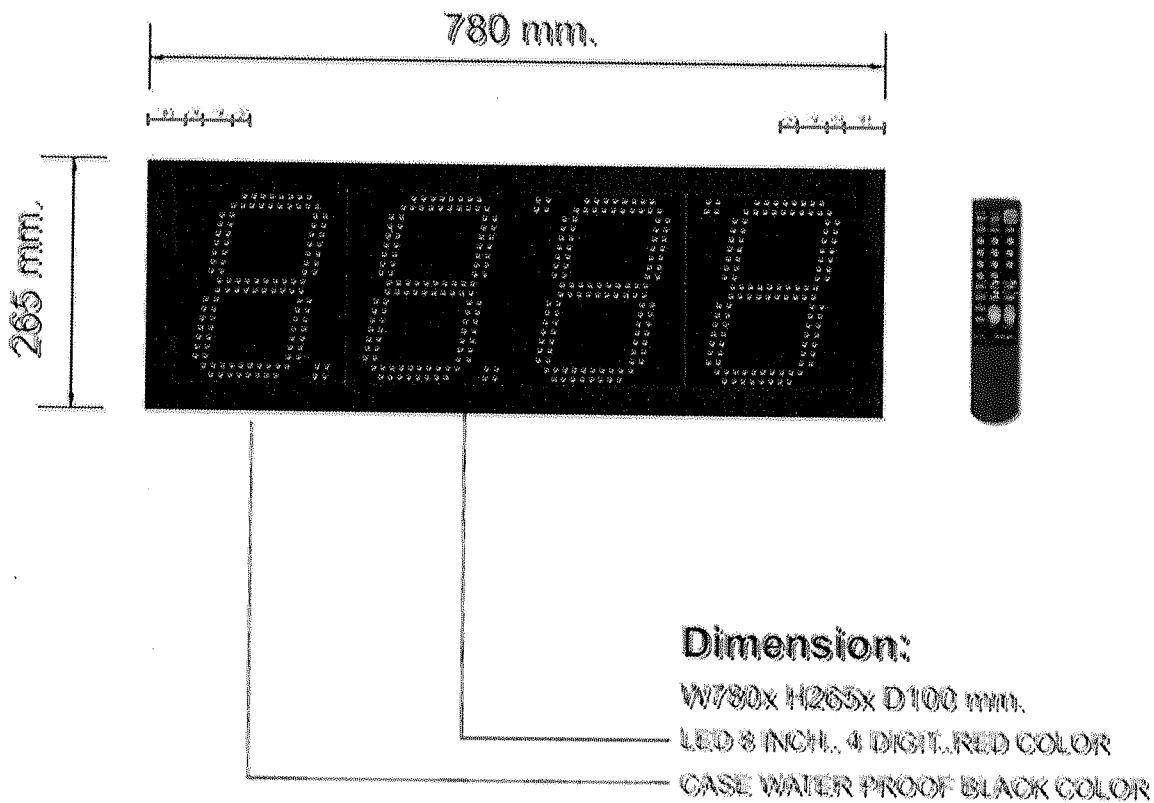 780 mm.
265 mm.
Dimension:
W780x H265x D100 mm.
LED 8 INCH., 4 DIGIT., RED COLOR
CASE WATER PROOF BLACK COLOR